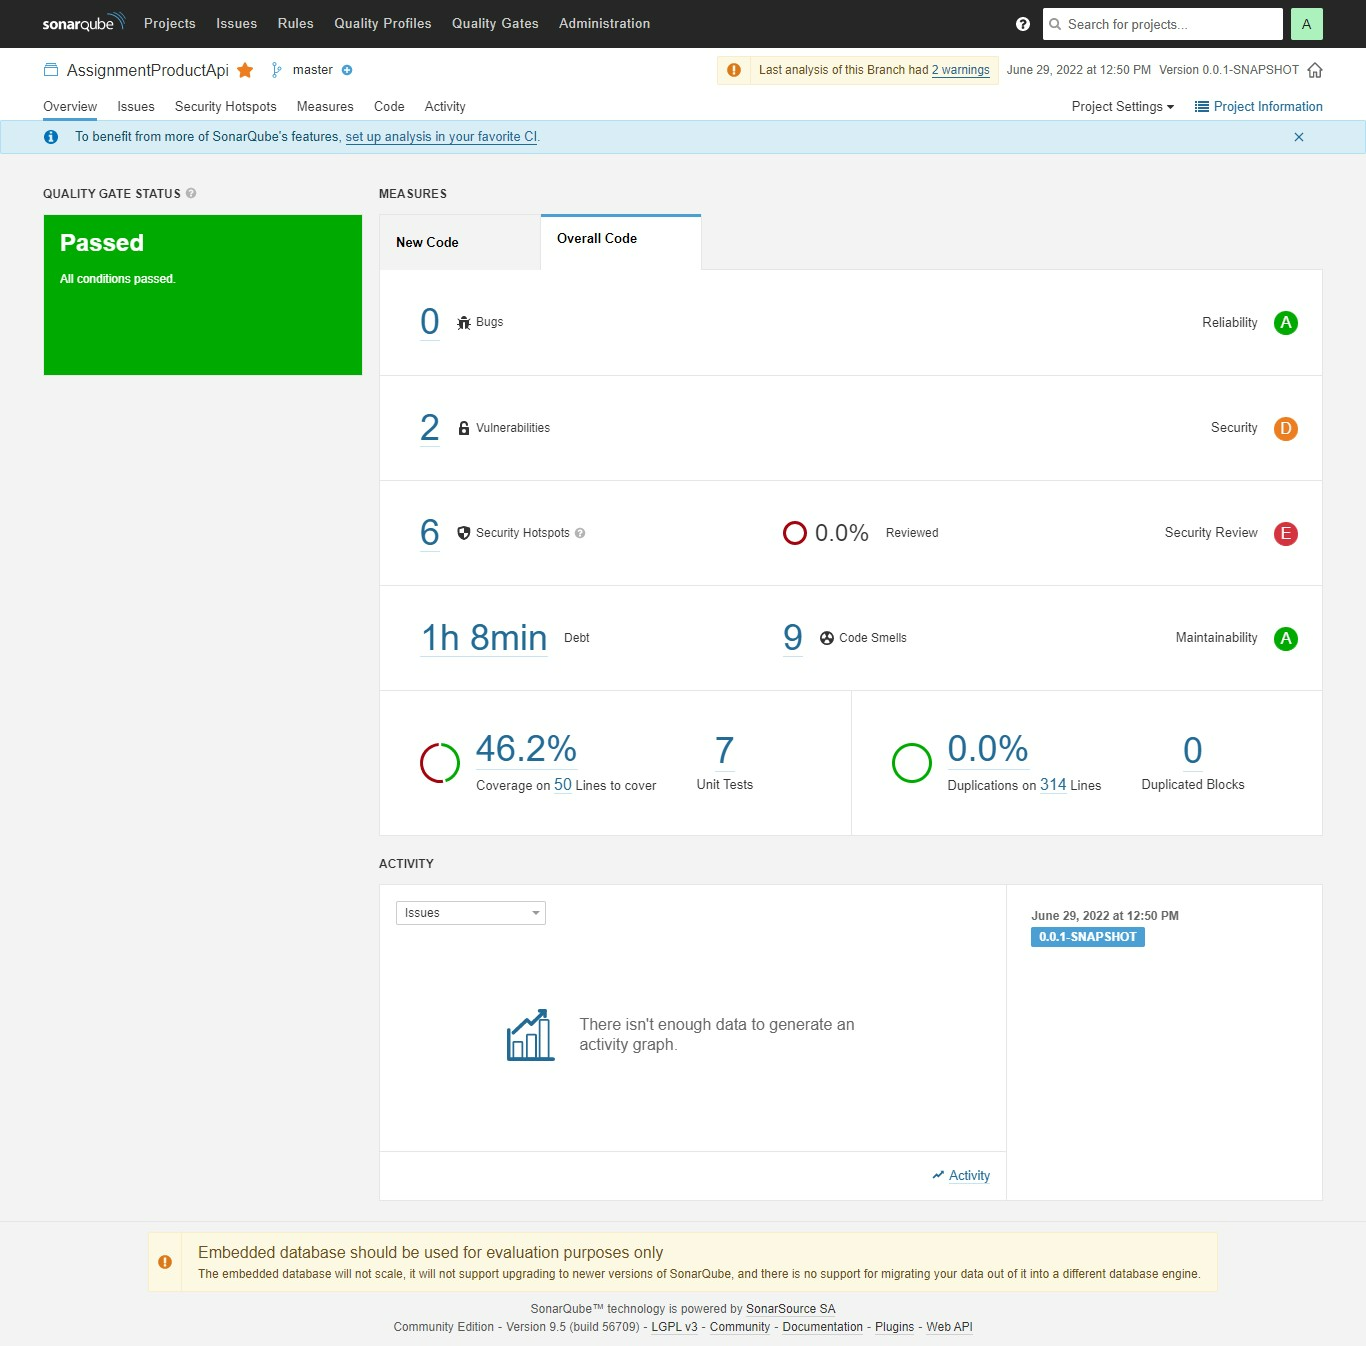 sonarqube Projects Issues Rules Quality Profiles Quality Gates Administration Search for projects... A
AssignmentProductApi master Last analysis of this Branch had 2 warnings June 29, 2022 at 12:50 PM Version 0.0.1-SNAPSHOT
Overview Issues Security Hotspots Measures Code Activity Project Settings Project Information
To benefit from more of SonarQube's features, set up analysis in your favorite CI.
QUALITY GATE STATUS
Passed
All conditions passed.
MEASURES
New Code Overall Code
0 Bugs Reliability A
2 Vulnerabilities Security D
6 Security Hotspots 0.0% Reviewed Security Review E
1h 8min Debt 9 Code Smells Maintainability A
46.2% 7 0.0% 0
Coverage on 50 Lines to cover Unit Tests Duplications on 314 Lines Duplicated Blocks
ACTIVITY
Issues
There isn't enough data to generate an
activity graph.
Activity
June 29, 2022 at 12:50 PM
0.0.1-SNAPSHOT
Embedded database should be used for evaluation purposes only
The embedded database will not scale, it will not support upgrading to newer versions of SonarQube, and there is no support for migrating your data out of it into a different database engine.
SonarQube™ technology is powered by SonarSource SA
Community Edition - Version 9.5 (build 56709) - LGPL v3 - Community - Documentation - Plugins - Web API